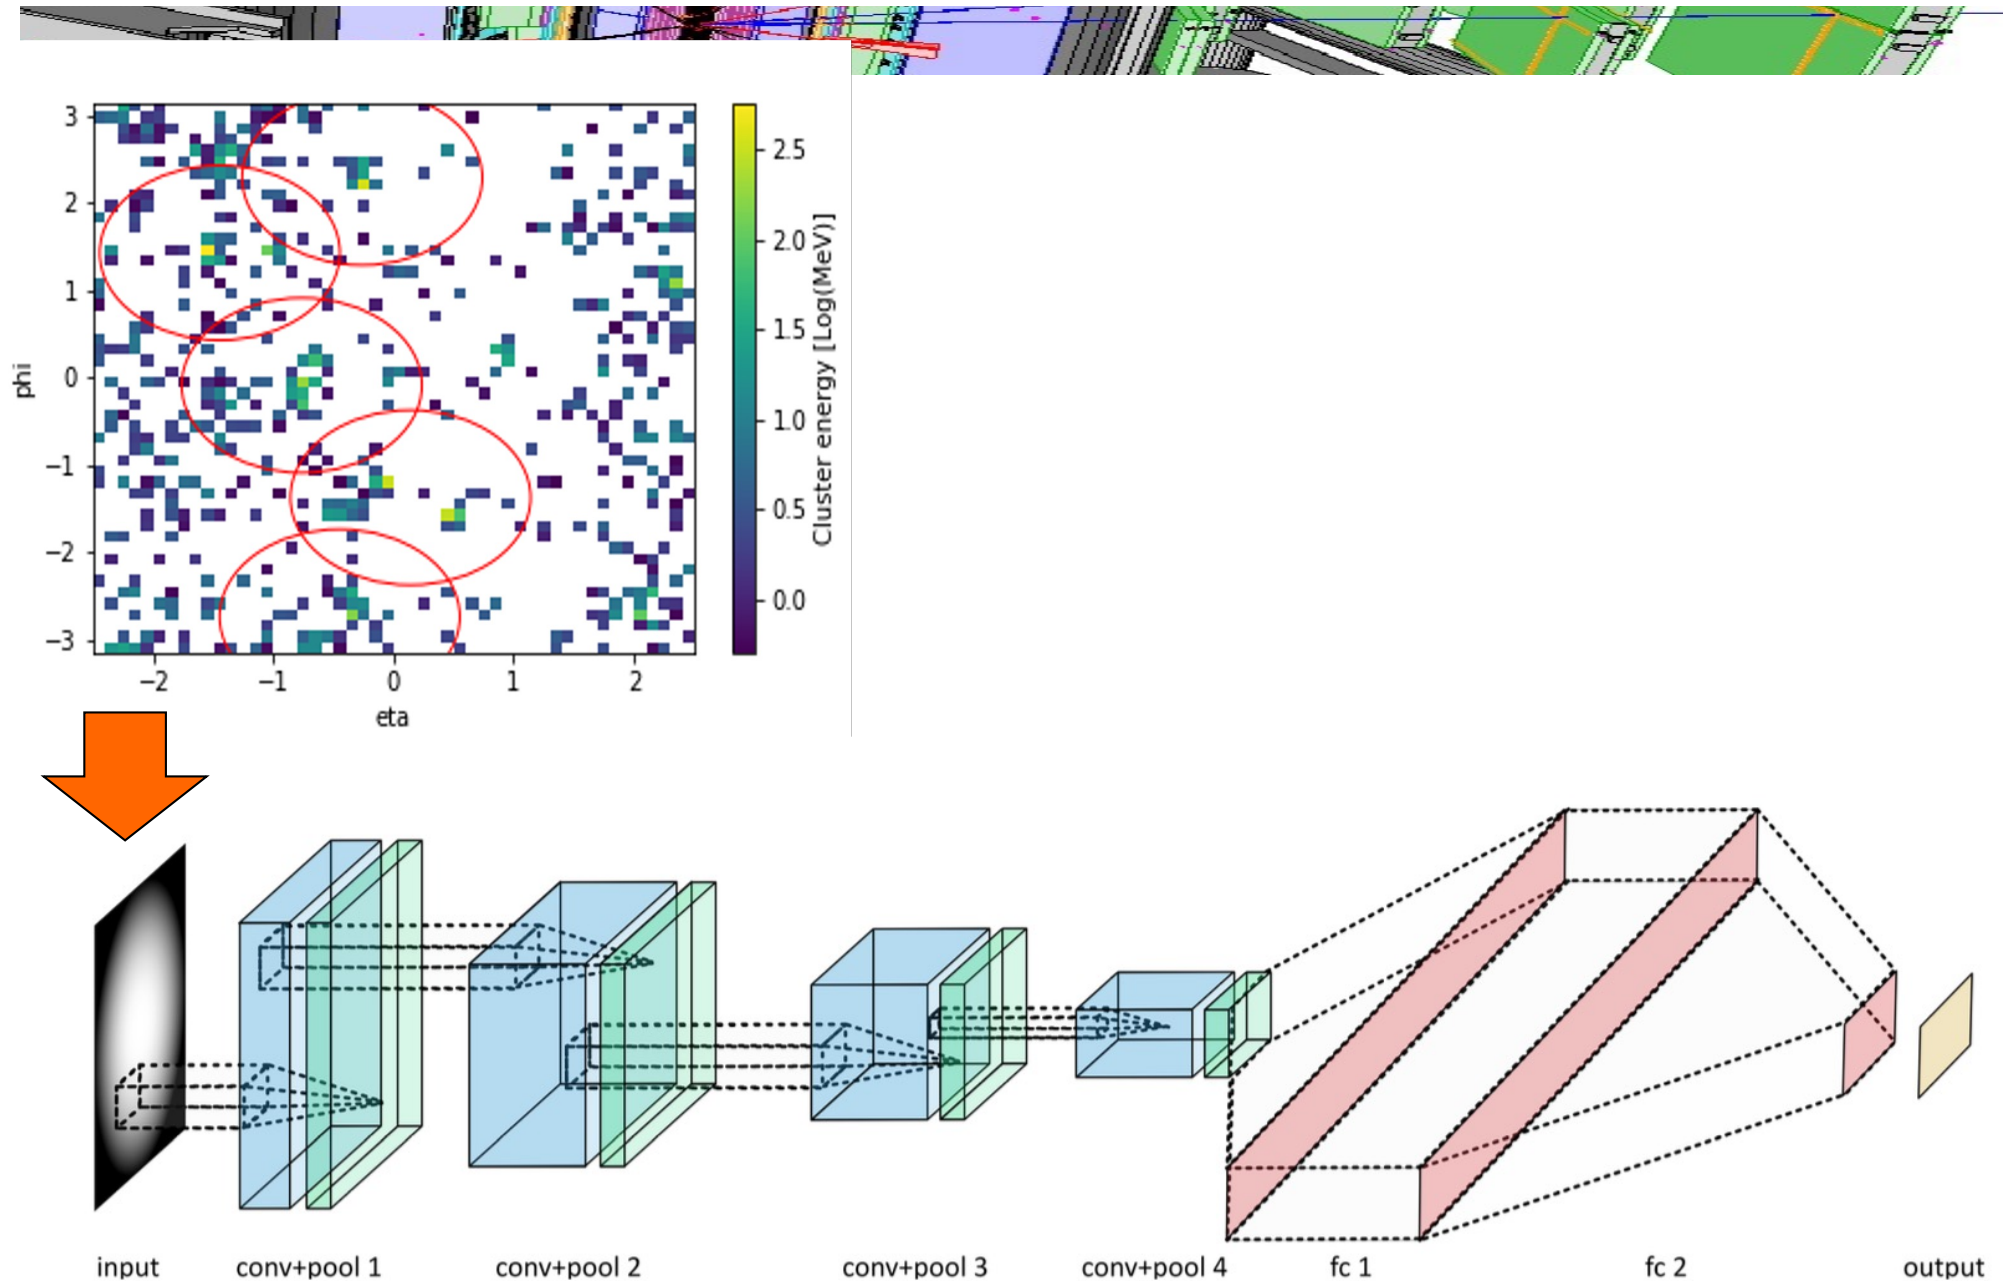 3
2
1
0
−1
−2
−3
phi
−2
−1
0
1
2
eta
2.5
2.0
1.5
1.0
0.5
0.0
Cluster energy [Log(MeV)]
input
conv+pool 1
conv+pool 2
conv+pool 3
conv+pool 4
fc 1
fc 2
output